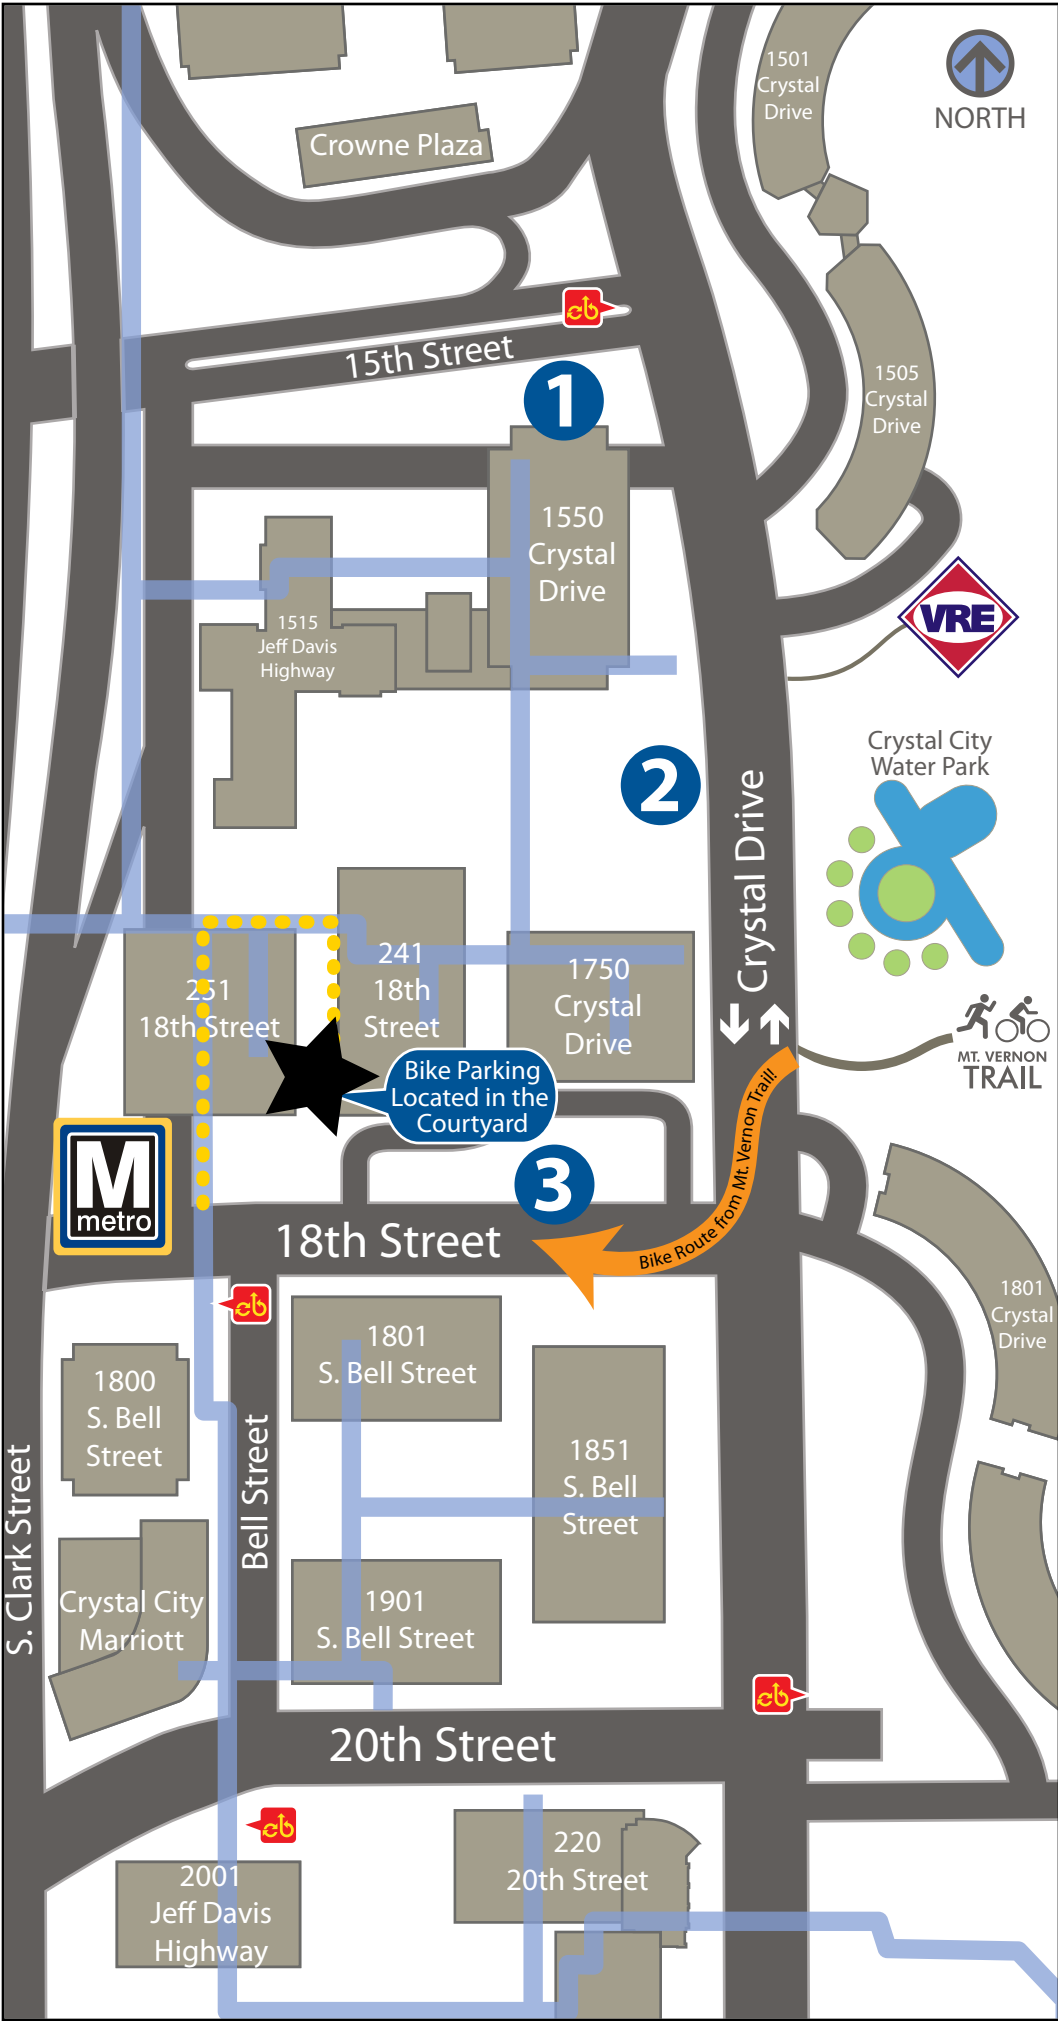 1501
Crystal
Drive
NORTH
Crowne Plaza
cb
15th Street
1
1505
Crystal
Drive
1550
Crystal
Drive
VRE
1515
Jeff Davis
Highway
Crystal City
Water Park
2
Crystal Drive
241
18th
Street
251
18th Street
1750
Crystal
Drive
MT. VERNON
TRAIL
Bike Parking
Located in the
Courtyard
Bike Route from Mt. Vernon Trail!
M
metro
3
18th Street
cb
1801
Crystal
Drive
1801
S. Bell Street
1800
S. Bell
Street
Bell Street
1851
S. Bell
Street
S. Clark Street
Crystal City
Marriott
1901
S. Bell Street
cb
20th Street
cb
220
20th Street
2001
Jeff Davis
Highway